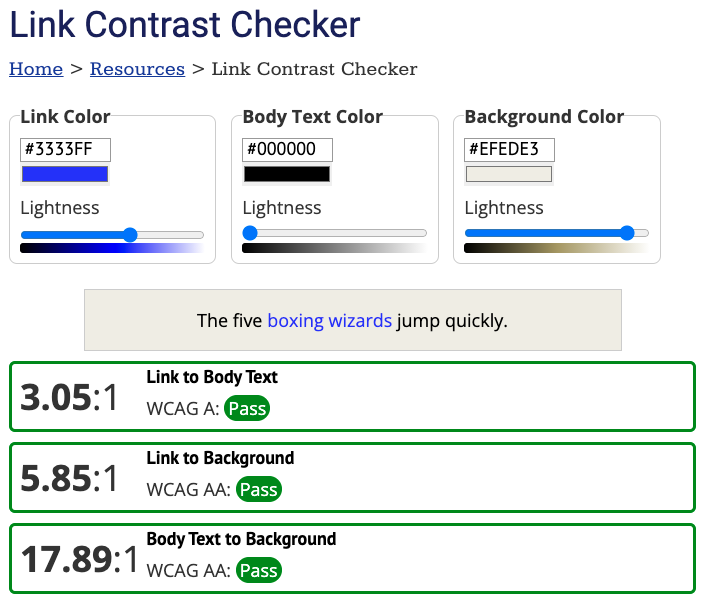 Link Contrast Checker
Home > Resources > Link Contrast Checker
Link Color
#3333FF
Lightness
Body Text Color
#000000
Lightness
Background Color
#EFEDE3
Lightness
The five boxing wizards jump quickly.
3.05:1
Link to Body Text
WCAG A: Pass
5.85:1
Link to Background
WCAG AA: Pass
17.89:1
Body Text to Background
WCAG AA: Pass